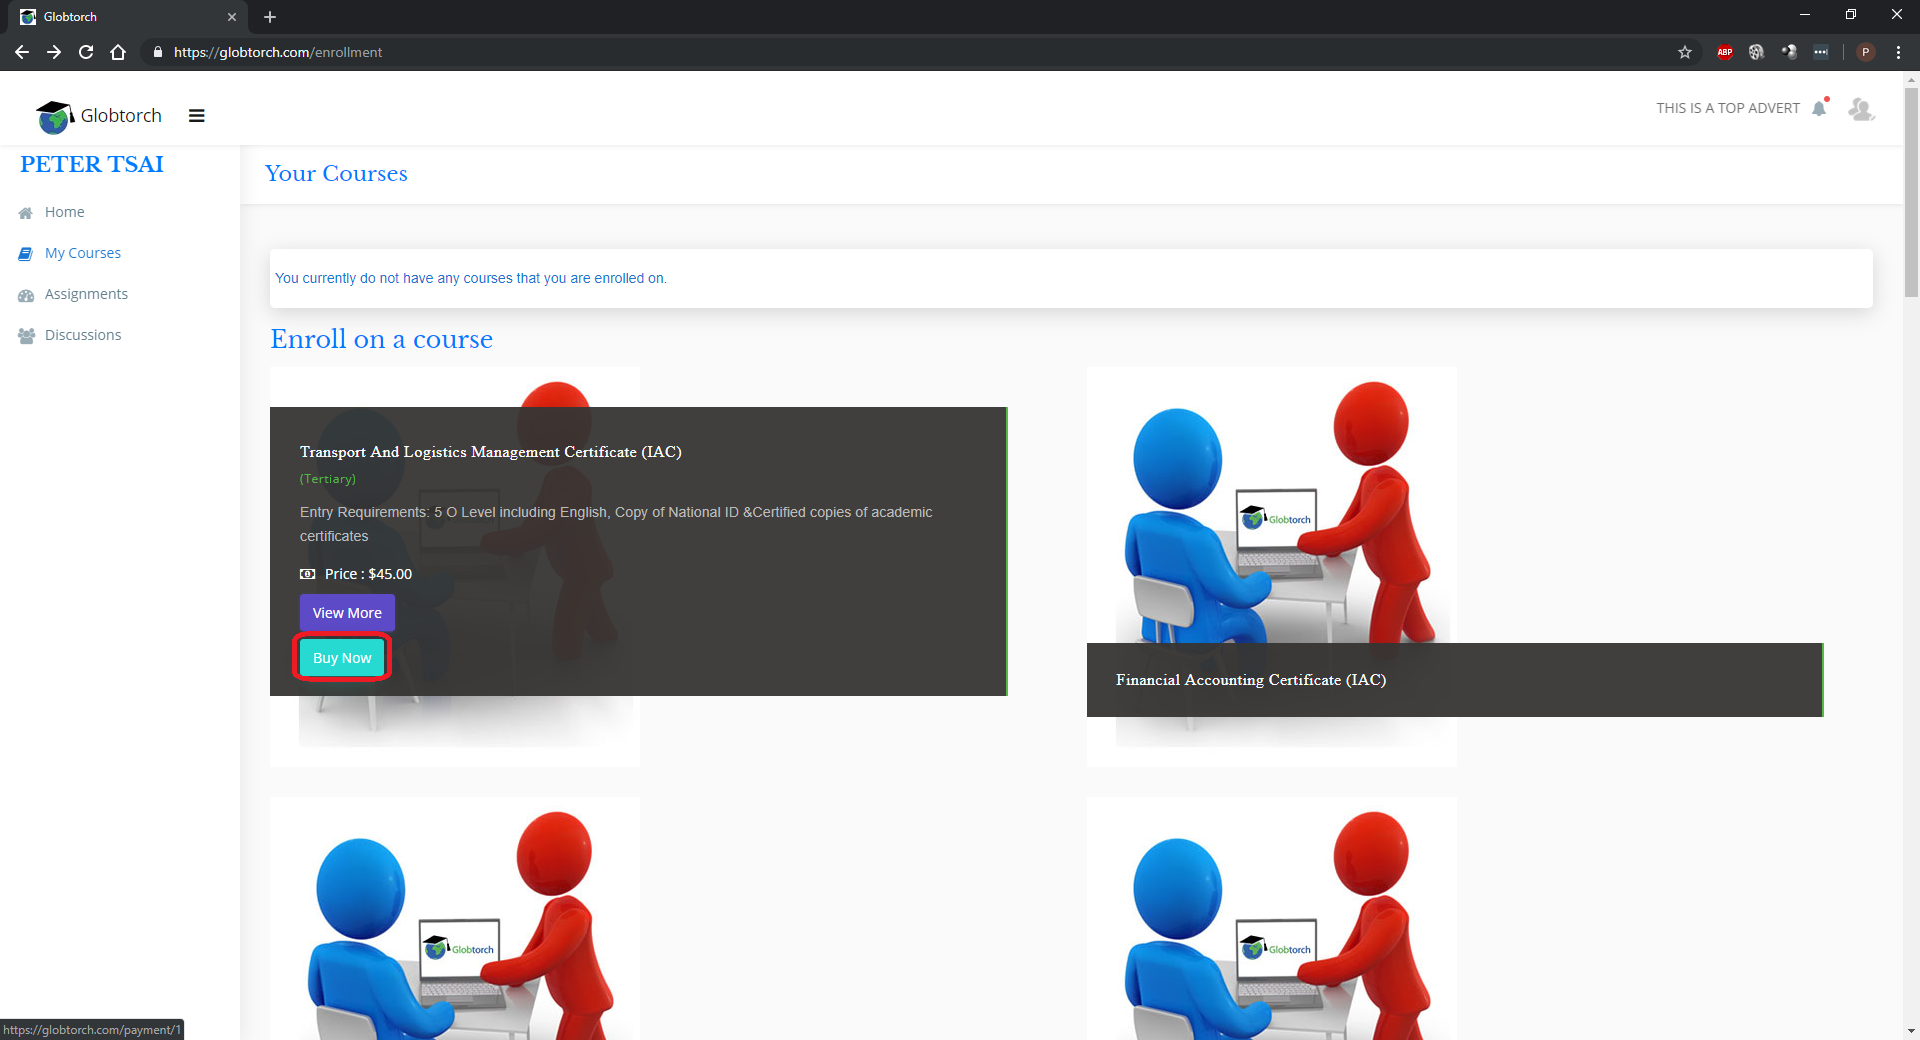 Globtorch
https://globtorch.com/enrollment
ABP
P
Globtorch
THIS IS A TOP ADVERT
PETER TSAI
Home
My Courses
Assignments
Discussions
Your Courses
You currently do not have any courses that you are enrolled on.
Enroll on a course
Transport And Logistics Management Certificate (IAC)
(Tertiary)
Entry Requirements: 5 O Level including English, Copy of National ID &Certified copies of academic
certificates
Price : $45.00
View More
Buy Now
Globtorch
Financial Accounting Certificate (IAC)
Globtorch
Globtorch
https://globtorch.com/payment/1